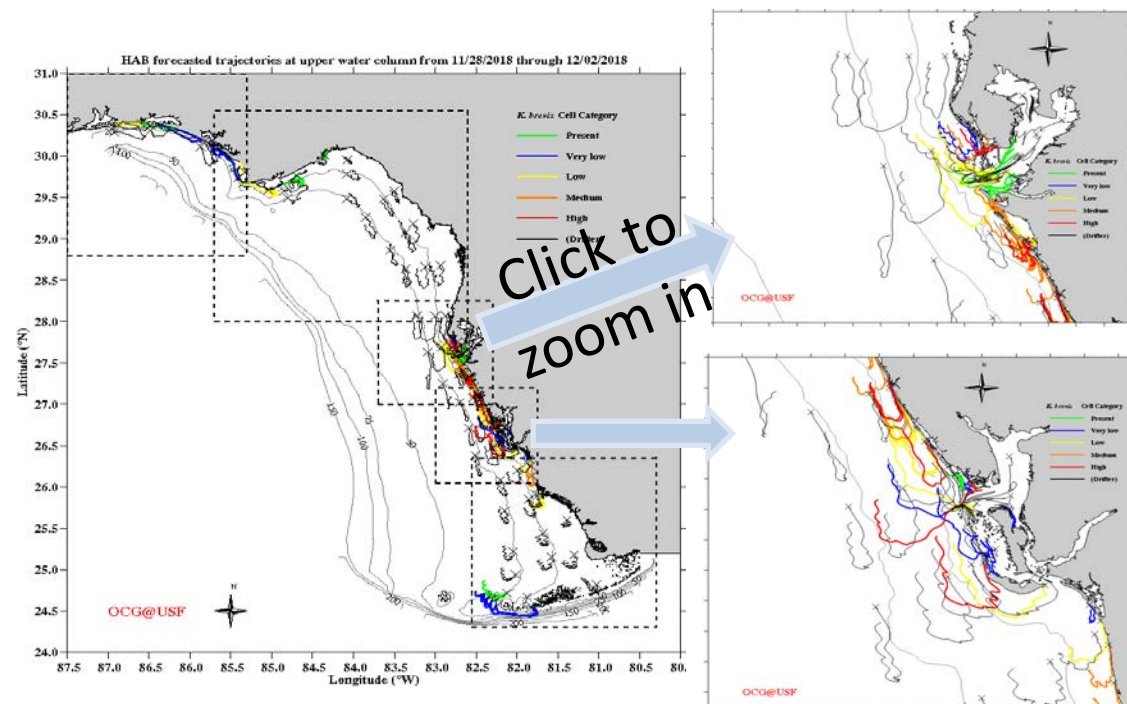 HAB forecasted trajectories at upper water column from 11/28/2018 through 12/02/2018
31.0
30.5
30.0
29.5
29.0
28.5
28.0
27.5
27.0
26.5
26.0
25.5
25.0
24.5
24.0
Latitude (°N)
87.5 87.0 86.5 86.0 85.5 85.0 84.5 84.0 83.5 83.0 82.5 82.0 81.5 81.0 80.
Longitude (°W)
K. brevis Cell Category
Present
Very low
Low
Medium
High
(Drifter
100
50
150
100
75
50
N
OCG@USF
Click to
zoom in
N
K. brevis Cell Category
Present
Very low
Low
Medium
High
(Drifter)
OCG@USF
N
K. brevis Cell Category
Present
Very low
Low
Medium
High
(Drifter)
OCG@USF